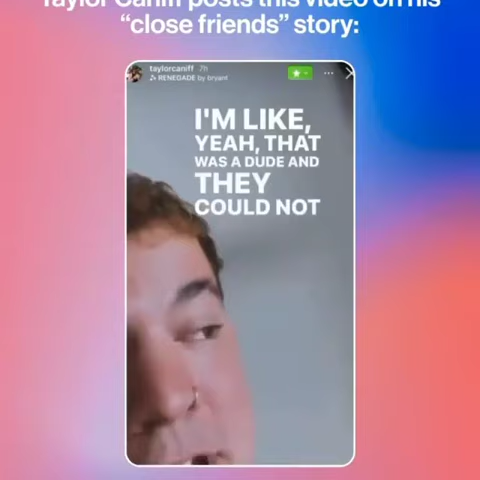 Taylor Caniff posts this video on his
“close friends” story:
taylorcaniff 7h
RENEGADE by bryant
I'M LIKE,
YEAH, THAT
WAS A DUDE AND
THEY
COULD NOT